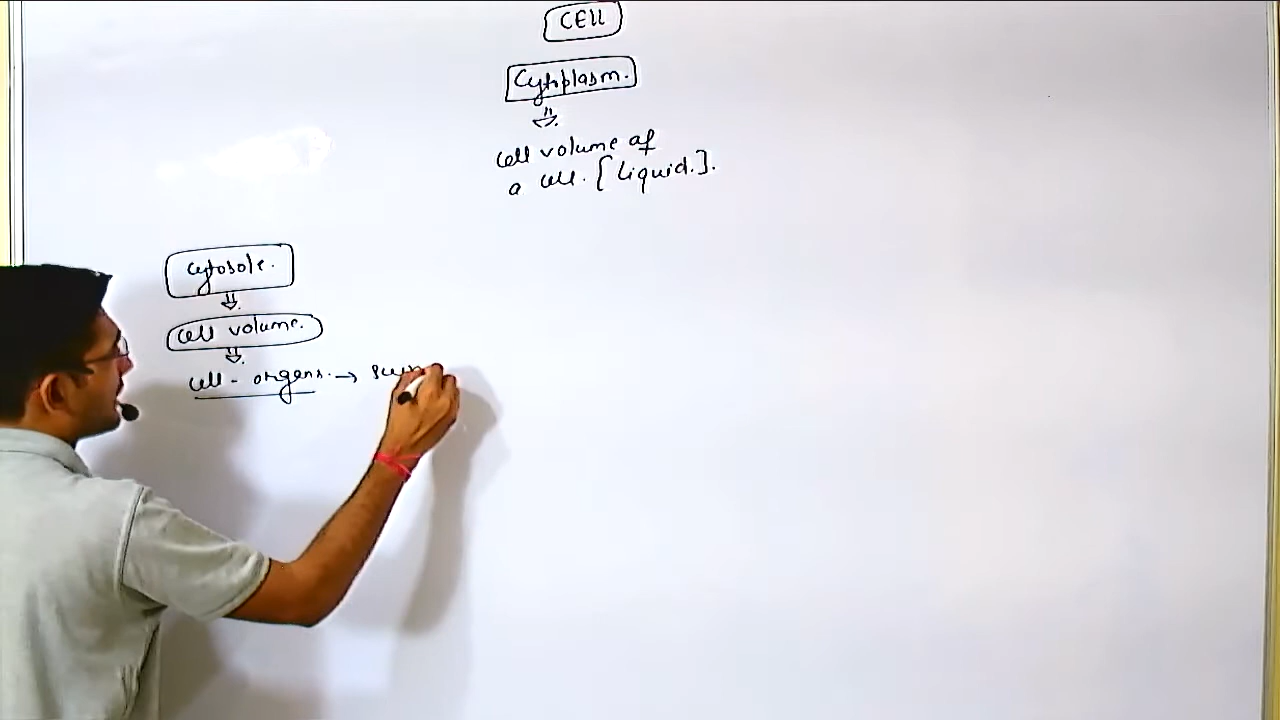 CELL
Cytoplasm.
cell volume of
a cell. [liquid.].
Cytosole.
cell volume.
cell - organs. →